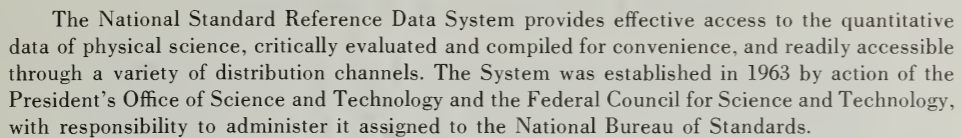 The National Standard Reference Data System provides effective access to the quantitative
data of physical science, critically evaluated and compiled for convenience, and readily accessible
through a variety of distribution channels. The System was established in 1963 by action of the
President's Office of Science and Technology and the Federal Council for Science and Technology,
with responsibility to administer it assigned to the National Bureau of Standards.